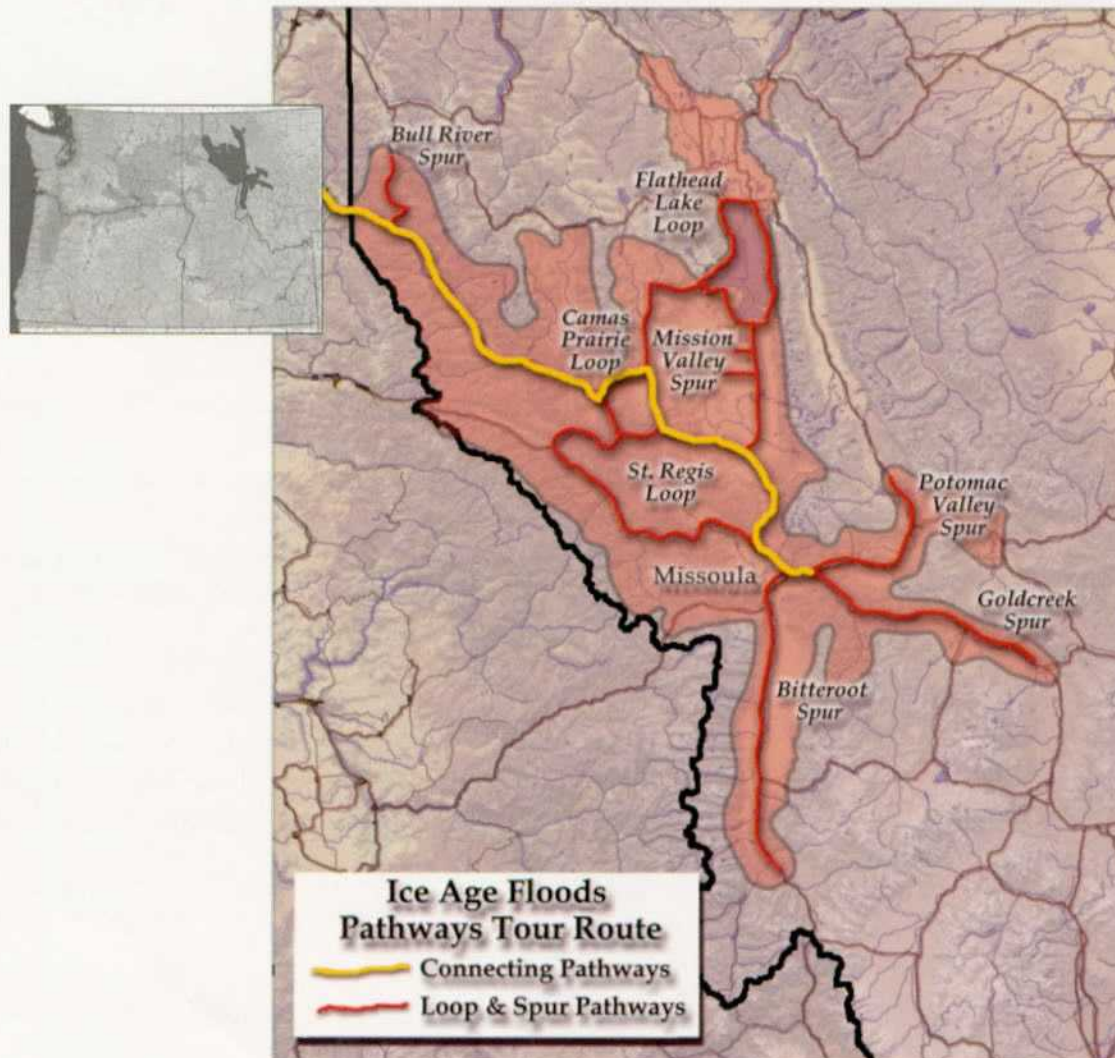 Bull River
Spur
Flathead
Lake
Loop
Camas
Prairie
Loop
Mission
Valley
Spur
St. Regis
Loop
Potomac
Valley
Spur
Missoula
Goldcreek
Spur
Bitteroot
Spur
Ice Age Floods
Pathways Tour Route
Connecting Pathways
Loop & Spur Pathways